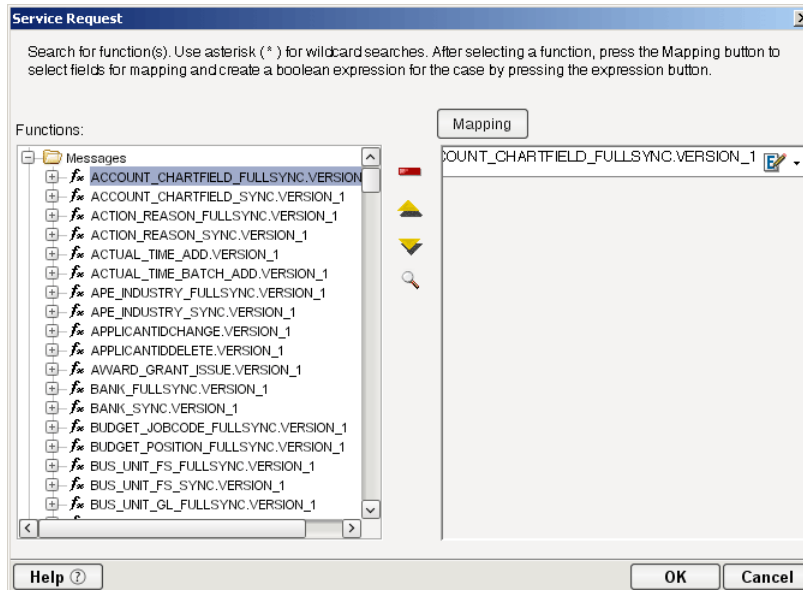 Service Request
Search for function(s). Use asterisk (*) for wildcard searches. After selecting a function, press the Mapping button to
select fields for mapping and create a boolean expression for the case by pressing the expression button.
Mapping
Functions:
Messages
ACCOUNT_CHARTFIELD_FULLSYNC.VERSION
OUNT_CHARTFIELD_FULLSYNC.VERSION_1
ACCOUNT_CHARTFIELD_SYNC.VERSION_1
ACTION_REASON_FULLSYNC.VERSION_1
ACTION_REASON_SYNC.VERSION_1
ACTUAL_TIME_ADD.VERSION_1
ACTUAL_TIME_BATCH_ADD.VERSION_1
APE_INDUSTRY_FULLSYNC.VERSION_1
APE_INDUSTRY_SYNC.VERSION_1
APPLICANTIDCHANGE.VERSION_1
APPLICANTIDDELETE.VERSION_1
AWARD_GRANT_ISSUE.VERSION_1
BANK_FULLSYNC.VERSION_1
BANK_SYNC.VERSION_1
BUDGET_JOBCODE_FULLSYNC.VERSION_1
BUDGET_POSITION_FULLSYNC.VERSION_1
BUS_UNIT_FS_FULLSYNC.VERSION_1
BUS_UNIT_FS_SYNC.VERSION_1
BUS_UNIT_GL_FULLSYNC.VERSION_1
Help ?
OK
Cancel